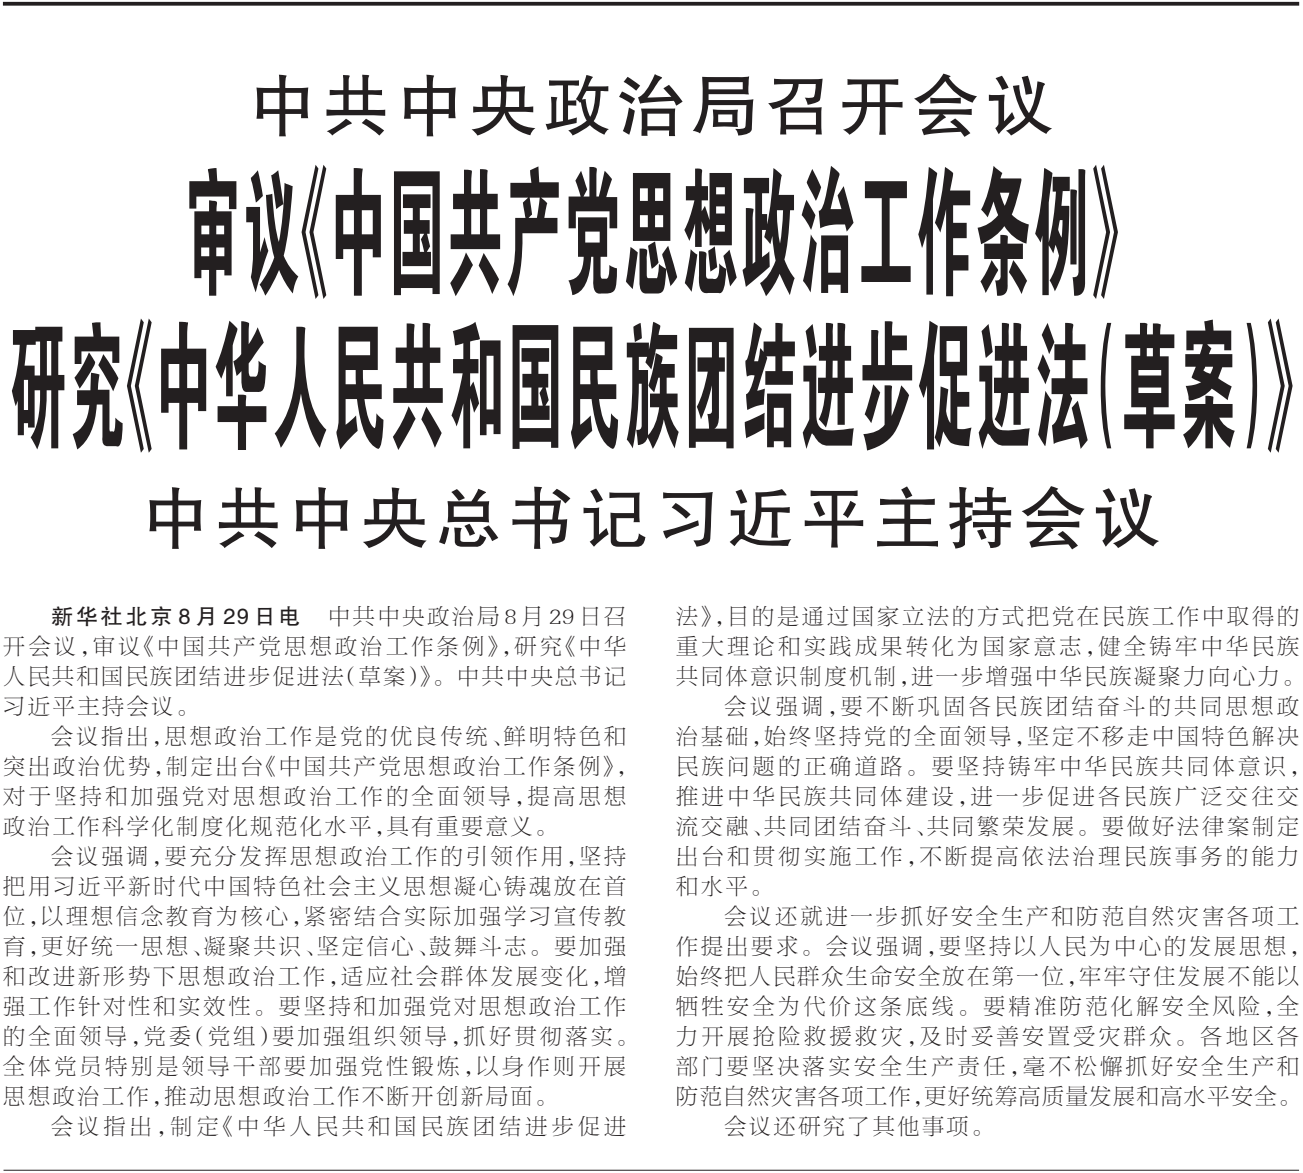 中共中央政治局召开会议
审议《中国共产党思想政治工作条例》
研究《中华人民共和国民族团结进步促进法(草案)》
中共中央总书记习近平主持会议
新华社北京8月29日电 中共中央政治局8月29日召
开会议,审议《中国共产党思想政治工作条例》,研究《中华
人民共和国民族团结进步促进法(草案)》。中共中央总书记
习近平主持会议。
会议指出,思想政治工作是党的优良传统、鲜明特色和
突出政治优势,制定出台《中国共产党思想政治工作条例》,
对于坚持和加强党对思想政治工作的全面领导,提高思想
政治工作科学化制度化规范化水平,具有重要意义。
会议强调,要充分发挥思想政治工作的引领作用,坚持
把用习近平新时代中国特色社会主义思想凝心铸魂放在首
位,以理想信念教育为核心,紧密结合实际加强学习宣传教
育,更好统一思想、凝聚共识、坚定信心、鼓舞斗志。要加强
和改进新形势下思想政治工作,适应社会群体发展变化,增
强工作针对性和实效性。要坚持和加强党对思想政治工作
的全面领导,党委(党组)要加强组织领导,抓好贯彻落实。
全体党员特别是领导干部要加强党性锻炼,以身作则开展
思想政治工作,推动思想政治工作不断开创新局面。
会议指出,制定《中华人民共和国民族团结进步促进
法》,目的是通过国家立法的方式把党在民族工作中取得的
重大理论和实践成果转化为国家意志,健全铸牢中华民族
共同体意识制度机制,进一步增强中华民族凝聚力向心力。
会议强调,要不断巩固各民族团结奋斗的共同思想政
治基础,始终坚持党的全面领导,坚定不移走中国特色解决
民族问题的正确道路。要坚持铸牢中华民族共同体意识,
推进中华民族共同体建设,进一步促进各民族广泛交往交
流交融、共同团结奋斗、共同繁荣发展。要做好法律案制定
出台和贯彻实施工作,不断提高依法治理民族事务的能力
和水平。
会议还就进一步抓好安全生产和防范自然灾害各项工
作提出要求。会议强调,要坚持以人民为中心的发展思想,
始终把人民群众生命安全放在第一位,牢牢守住发展不能以
牺牲安全为代价这条底线。要精准防范化解安全风险,全
力开展抢险救援救灾,及时妥善安置受灾群众。各地区各
部门要坚决落实安全生产责任,毫不松懈抓好安全生产和
防范自然灾害各项工作,更好统筹高质量发展和高水平安全。
会议还研究了其他事项。